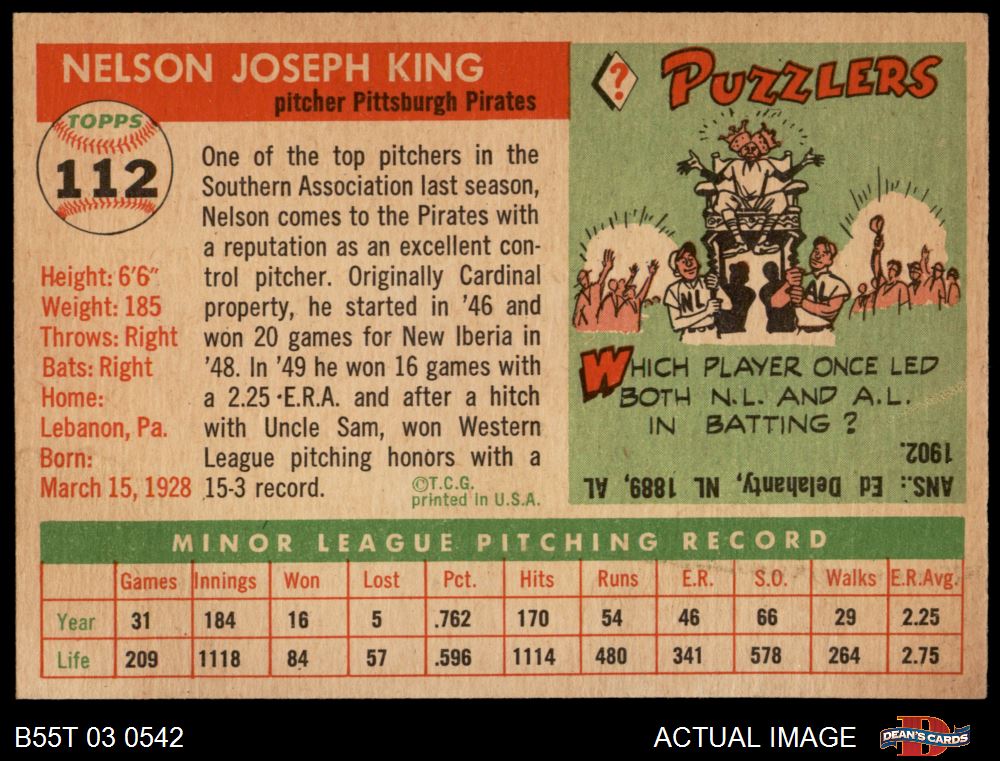 NELSON JOSEPH KING
pitcher Pittsburgh Pirates
TOPPS
112
Height: 6'6"
Weight: 185
Throws: Right
Bats: Right
Home:
Lebanon, Pa.
Born:
March 15, 1928
One of the top pitchers in the
Southern Association last season,
Nelson comes to the Pirates with
a reputation as an excellent con-
trol pitcher. Originally Cardinal
property, he started in '46 and
won 20 games for New Iberia in
'48. In '49 he won 16 games with
a 2.25 E.R.A. and after a hitch
with Uncle Sam, won Western
League pitching honors with a
15-3 record.
©T.C.G.
printed in U.S.A.
?
PUZZLERS
NL
AL
WHICH PLAYER ONCE LED
BOTH N.L. AND A.L.
IN BATTING ?
ANS.: Ed Delahanty, NL 1889, AL
1902.
MINOR LEAGUE PITCHING RECORD
Games Innings Won Lost Pct. Hits Runs E.R. S.O. Walks E.R.Avg.
Year 31 184 16 5 .762 170 54 46 66 29 2.25
Life 209 1118 84 57 .596 1114 480 341 578 264 2.75
B55T 03 0542
ACTUAL IMAGE
D
DEAN'S CARDS